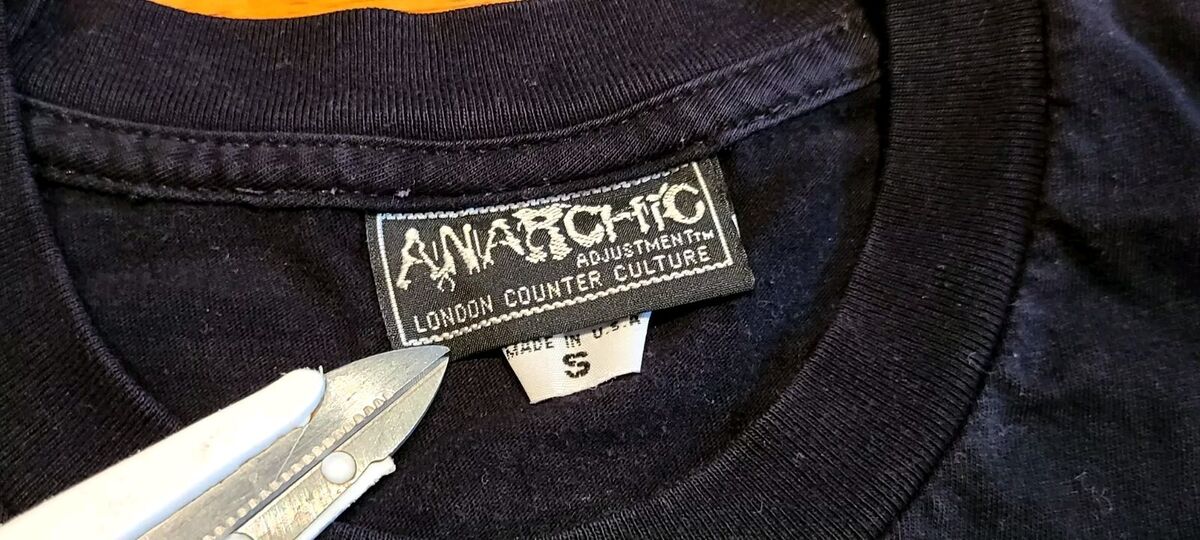 ANARCHiC
ADJUSTMENT™
LONDON COUNTER CULTURE
MADE IN U.S.A
S